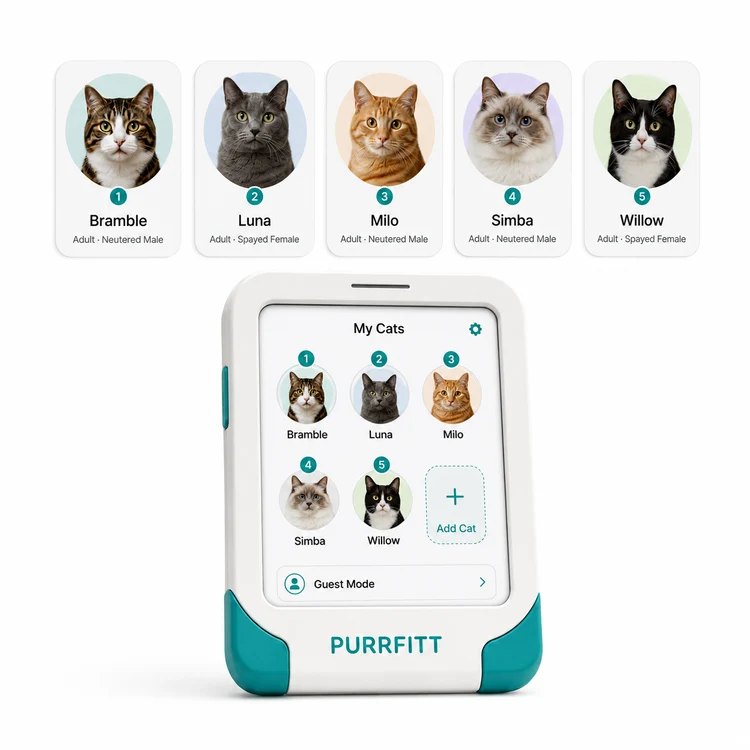 1
Bramble
Adult · Neutered Male
2
Luna
Adult · Spayed Female
3
Milo
Adult · Neutered Male
4
Simba
Adult · Neutered Male
5
Willow
Adult · Spayed Female
My Cats
1
2
3
Bramble
Luna
Milo
4
5
Simba
Willow
+
Add Cat
Guest Mode
PURRFITT